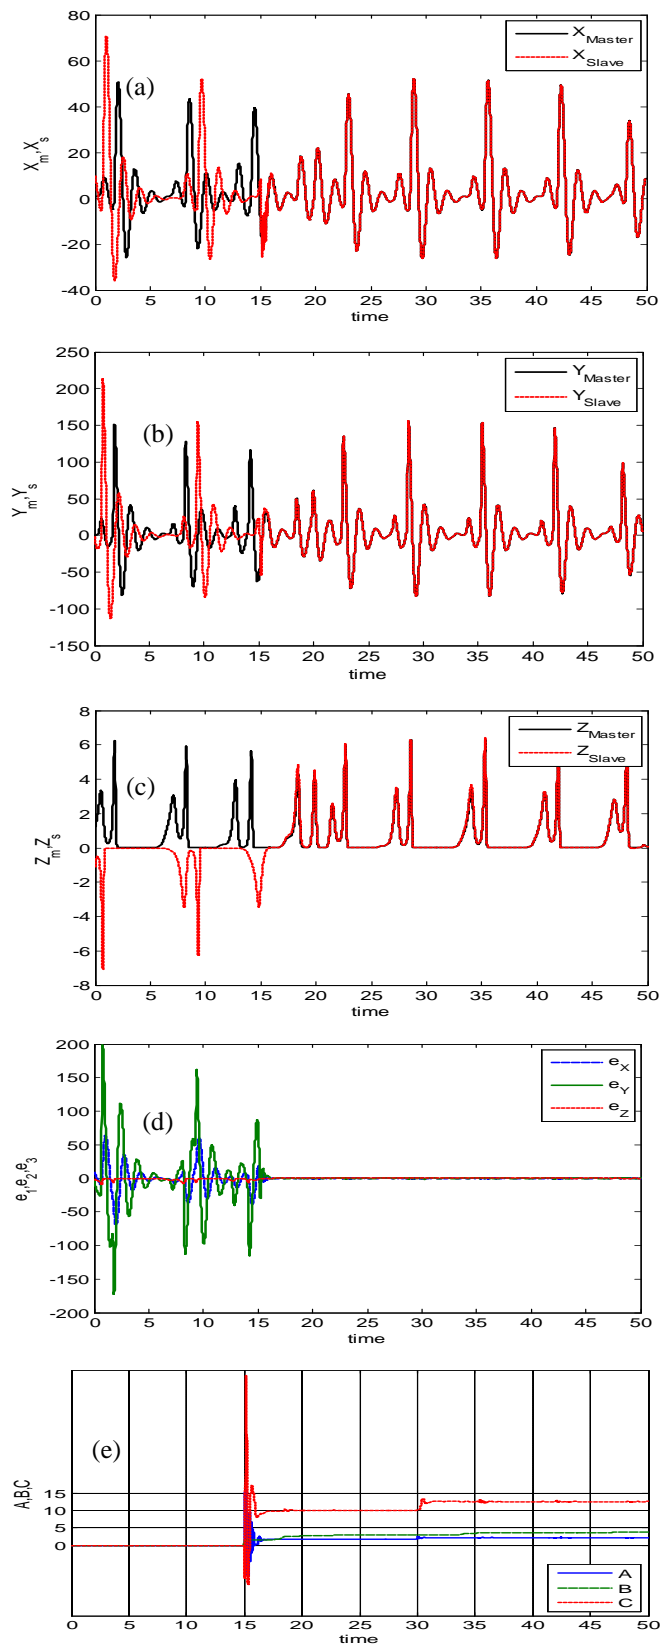 80
60
40
20
0
-20
-40
X_m,X_s
(a)
X_Master
X_Slave
0 5 10 15 20 25 30 35 40 45 50
time
250
200
150
100
50
0
-50
-100
-150
Y_m,Y_s
(b)
Y_Master
Y_Slave
0 5 10 15 20 25 30 35 40 45 50
time
8
6
4
2
0
-2
-4
-6
-8
Z_m,Z_s
(c)
Z_Master
Z_Slave
0 5 10 15 20 25 30 35 40 45 50
time
200
150
100
50
0
-50
-100
-150
-200
e_1,e_2,e_3
(d)
e_X
e_Y
e_Z
0 5 10 15 20 25 30 35 40 45 50
time
15
10
5
0
A,B,C
(e)
A
B
C
0 5 10 15 20 25 30 35 40 45 50
time